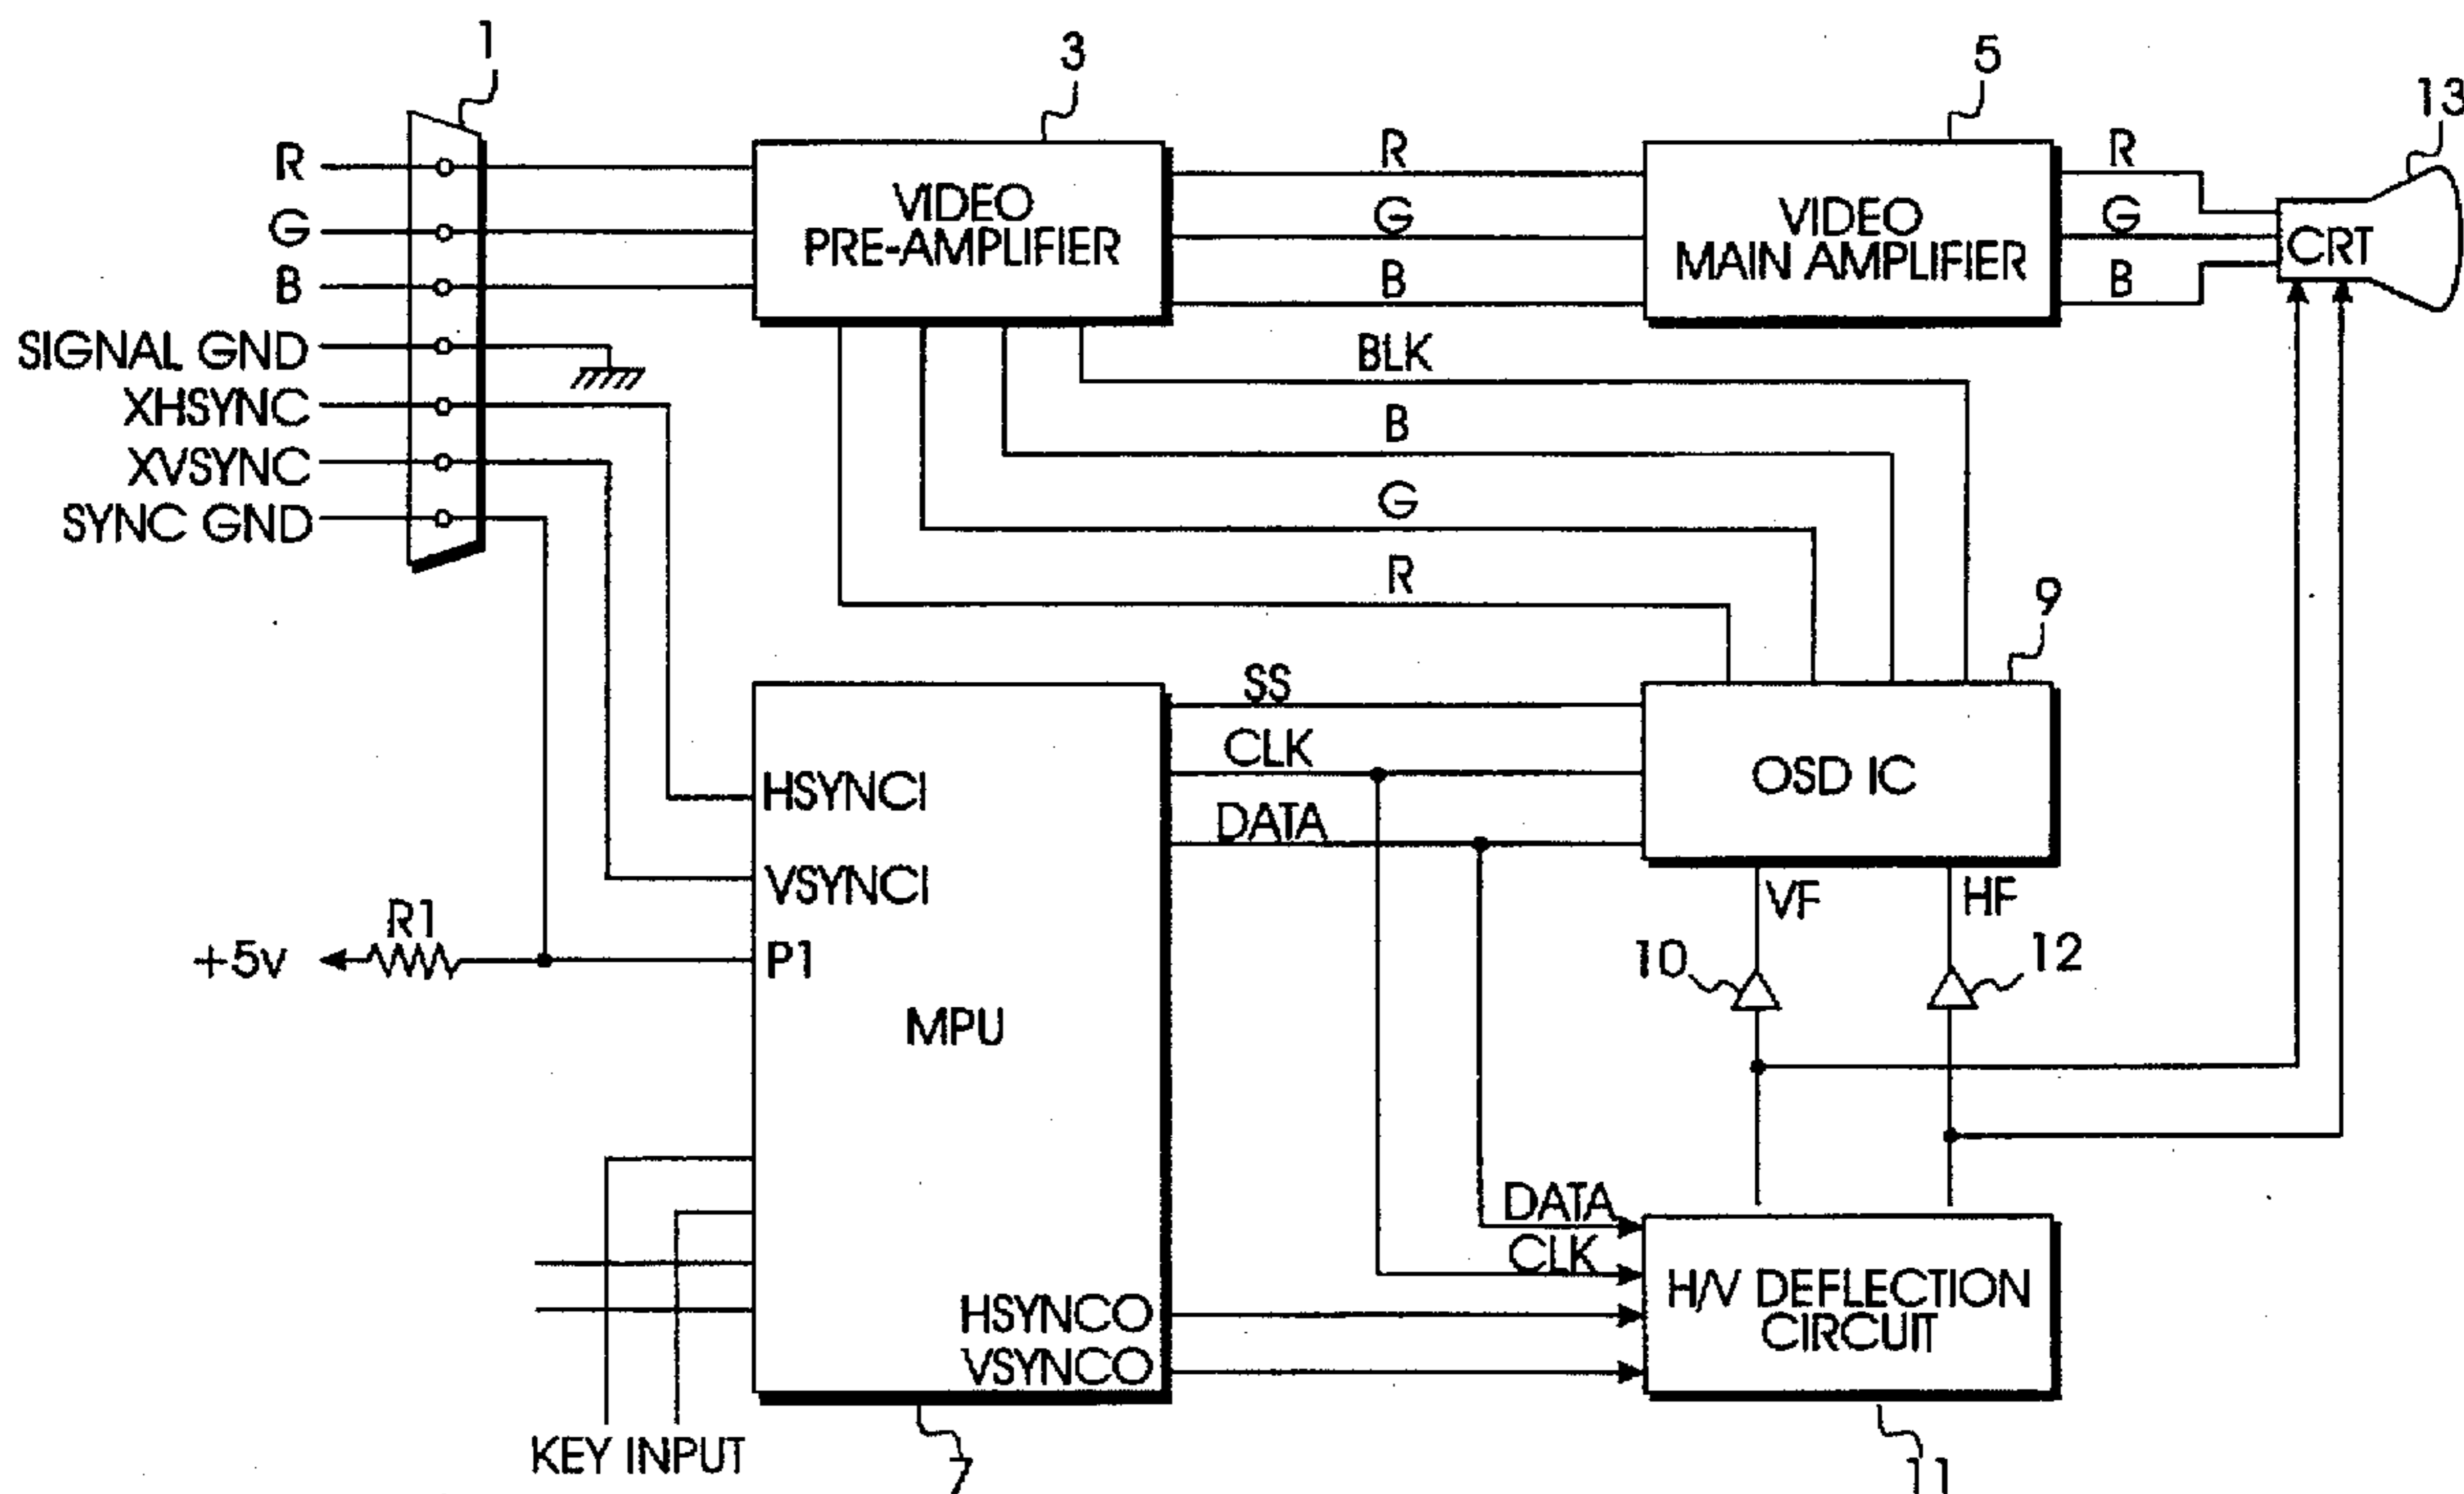 1
3
5
13
R
G
B
SIGNAL GND
XHSYNC
XVSYNC
SYNC GND
VIDEO
PRE-AMPLIFIER
R
G
B
VIDEO
MAIN AMPLIFIER
R
G
B
CRT
BLK
B
G
R
9
SS
CLK
DATA
OSD IC
HSYNCI
VSYNCI
P1
MPU
R1
+5v
VF
HF
10
12
DATA
CLK
HSYNCO
VSYNCO
H/V DEFLECTION
CIRCUIT
KEY INPUT
7
11